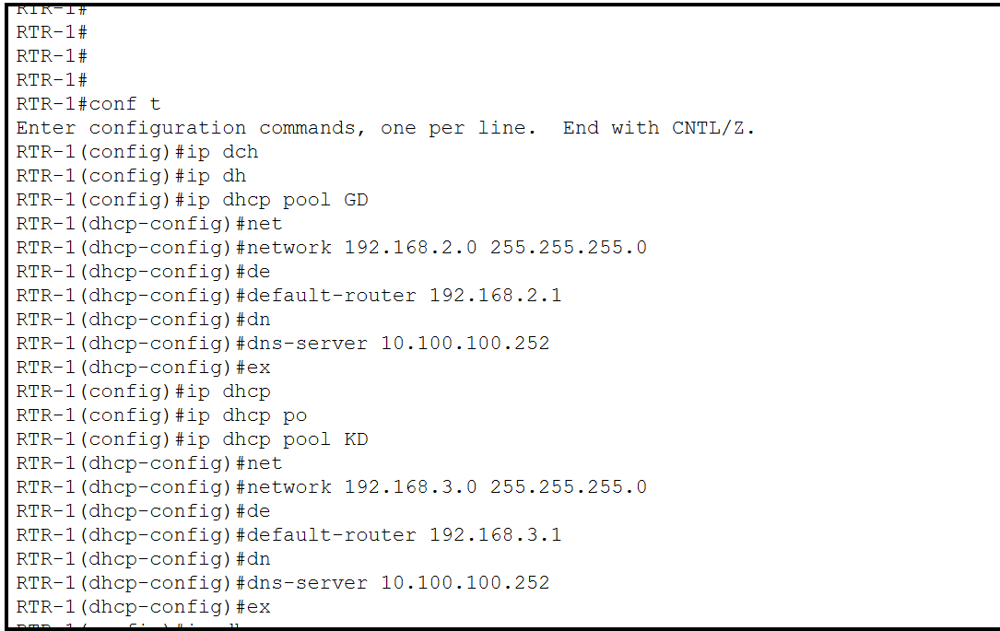 RTR-1#
RTR-1#
RTR-1#
RTR-1#
RTR-1#conf t
Enter configuration commands, one per line.  End with CNTL/Z.
RTR-1(config)#ip dch
RTR-1(config)#ip dh
RTR-1(config)#ip dhcp pool GD
RTR-1(dhcp-config)#net
RTR-1(dhcp-config)#network 192.168.2.0 255.255.255.0
RTR-1(dhcp-config)#de
RTR-1(dhcp-config)#default-router 192.168.2.1
RTR-1(dhcp-config)#dn
RTR-1(dhcp-config)#dns-server 10.100.100.252
RTR-1(dhcp-config)#ex
RTR-1(config)#ip dhcp
RTR-1(config)#ip dhcp po
RTR-1(config)#ip dhcp pool KD
RTR-1(dhcp-config)#net
RTR-1(dhcp-config)#network 192.168.3.0 255.255.255.0
RTR-1(dhcp-config)#de
RTR-1(dhcp-config)#default-router 192.168.3.1
RTR-1(dhcp-config)#dn
RTR-1(dhcp-config)#dns-server 10.100.100.252
RTR-1(dhcp-config)#ex